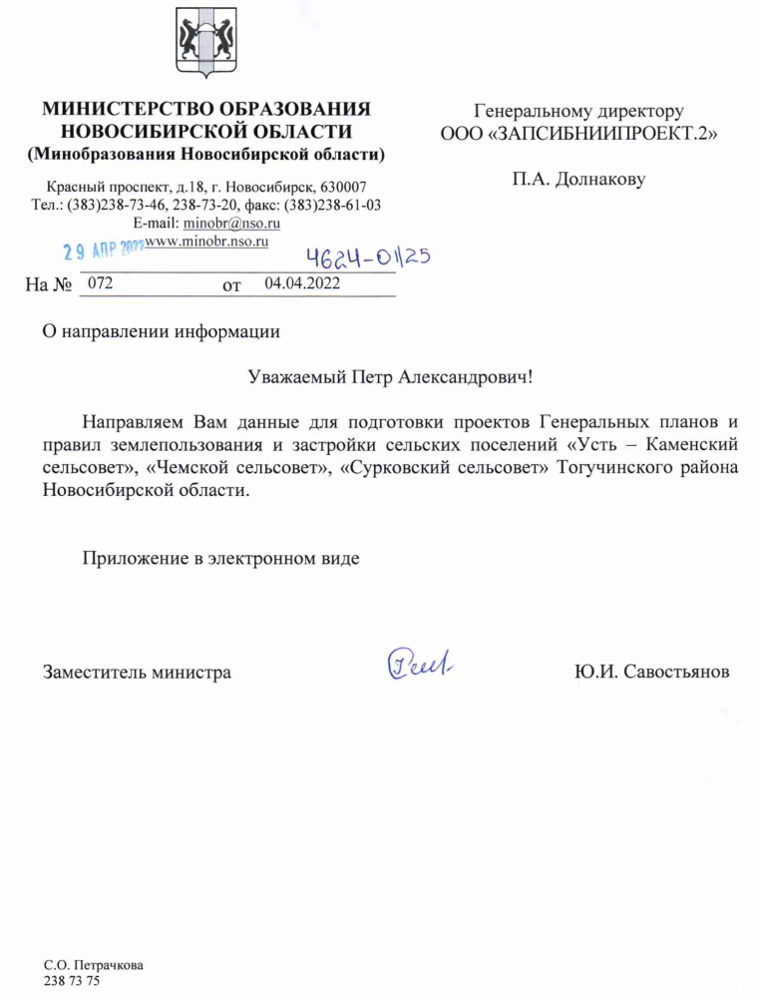 МИНИСТЕРСТВО ОБРАЗОВАНИЯ
НОВОСИБИРСКОЙ ОБЛАСТИ
(Минобразования Новосибирской области)
Красный проспект, д.18, г. Новосибирск, 630007
Тел.: (383)238-73-46, 238-73-20, факс: (383)238-61-03
E-mail: minobr@nso.ru
www.minobr.nso.ru
29 АПР 2022
4624-01/25
На № 072 от 04.04.2022
Генеральному директору
ООО «ЗАПСИБНИИПРОЕКТ.2»
П.А. Долнакову
О направлении информации
Уважаемый Петр Александрович!
Направляем Вам данные для подготовки проектов Генеральных планов и
правил землепользования и застройки сельских поселений «Усть – Каменский
сельсовет», «Чемской сельсовет», «Сурковский сельсовет» Тогучинского района
Новосибирской области.
Приложение в электронном виде
Заместитель министра
Ю.И. Савостьянов
С.О. Петрачкова
238 73 75